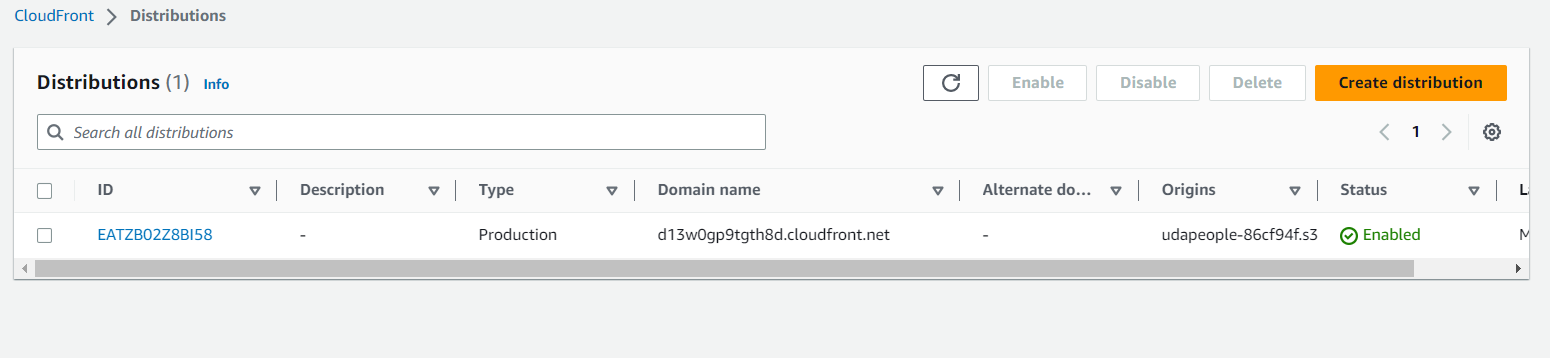 CloudFront > Distributions
Distributions (1) Info
Enable Disable Delete Create distribution
Search all distributions
1
ID Description Type Domain name Alternate do... Origins Status La
EATZB02Z8BI58 - Production d13w0gp9tgth8d.cloudfront.net - udapeople-86cf94f.s3 Enabled M